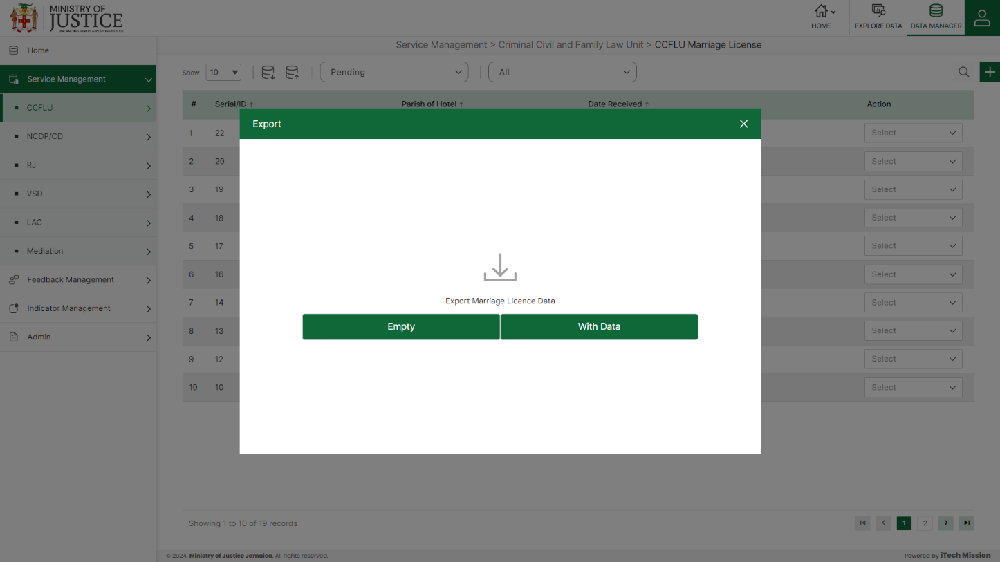 MINISTRY OF
JUSTICE
BALANCING RIGHTS & RESPONSIBILITIES
HOME
EXPLORE DATA
DATA MANAGER
Home
Service Management
CCFLU
NCDP/CD
RJ
VSD
LAC
Mediation
Feedback Management
Indicator Management
Admin
Service Management > Criminal Civil and Family Law Unit > CCFLU Marriage License
Show 10 Pending All
# Serial/ID ↑ Parish of Hotel ↑ Date Received ↑ Action
1 22 Select
2 20 Select
3 19 Select
4 18 Select
5 17 Select
6 16 Select
7 14 Select
8 13 Select
9 12 Select
10 10 Select
Export
Export Marriage Licence Data
Empty With Data
Showing 1 to 10 of 19 records
1 2
© 2024. Ministry of Justice Jamaica. All rights reserved.
Powered by iTech Mission